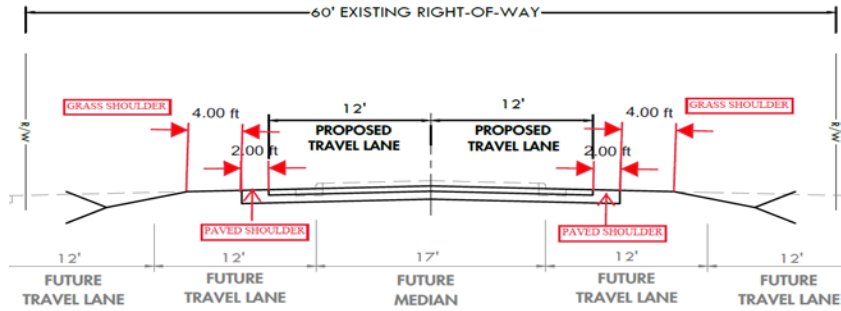 60' EXISTING RIGHT-OF-WAY
GRASS SHOULDER
GRASS SHOULDER
4.00 ft
12'
12'
4.00 ft
R/W
PROPOSED
TRAVEL LANE
PROPOSED
TRAVEL LANE
R/W
2.00 ft
2.00 ft
PAVED SHOULDER
PAVED SHOULDER
12'
12'
17'
12'
12'
FUTURE
TRAVEL LANE
FUTURE
TRAVEL LANE
FUTURE
MEDIAN
FUTURE
TRAVEL LANE
FUTURE
TRAVEL LANE